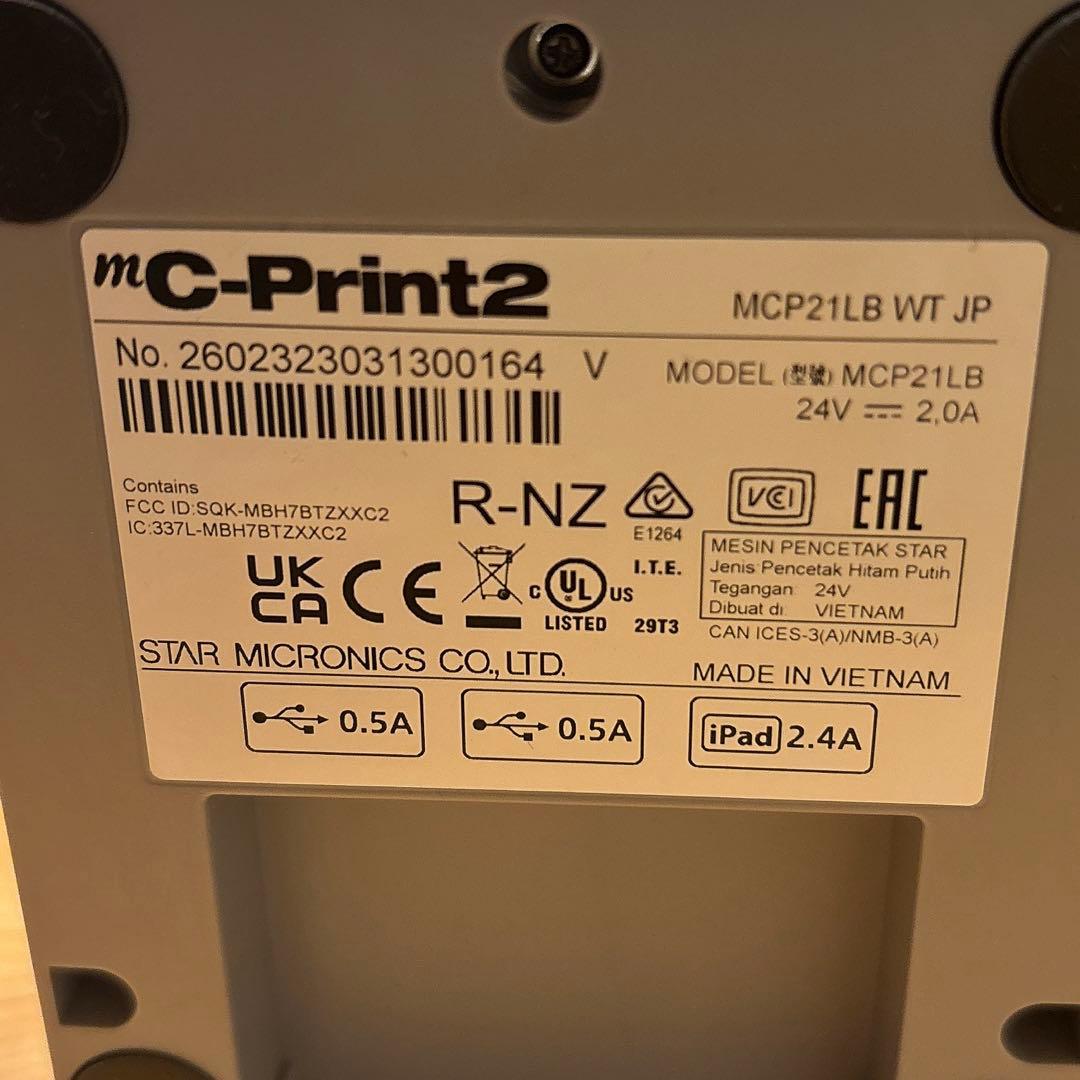 mC-Print2
MCP21LB WT JP
No. 2602323031300164 V
MODEL (型號) MCP21LB
24V 2.0A
Contains
FCC ID:SQK-MBH7BTZXXC2
IC:337L-MBH7BTZXXC2
R-NZ
E1264
VCCI
EAC
MESIN PENCETAK STAR
Jenis Pencetak Hitam Putih
Tegangan: 24V
Dibuat di: VIETNAM
UK
CA
CE
C UL US
LISTED
I.T.E.
29T3
CAN ICES-3(A)/NMB-3(A)
STAR MICRONICS CO.,LTD.
MADE IN VIETNAM
0.5A
0.5A
iPad 2.4A